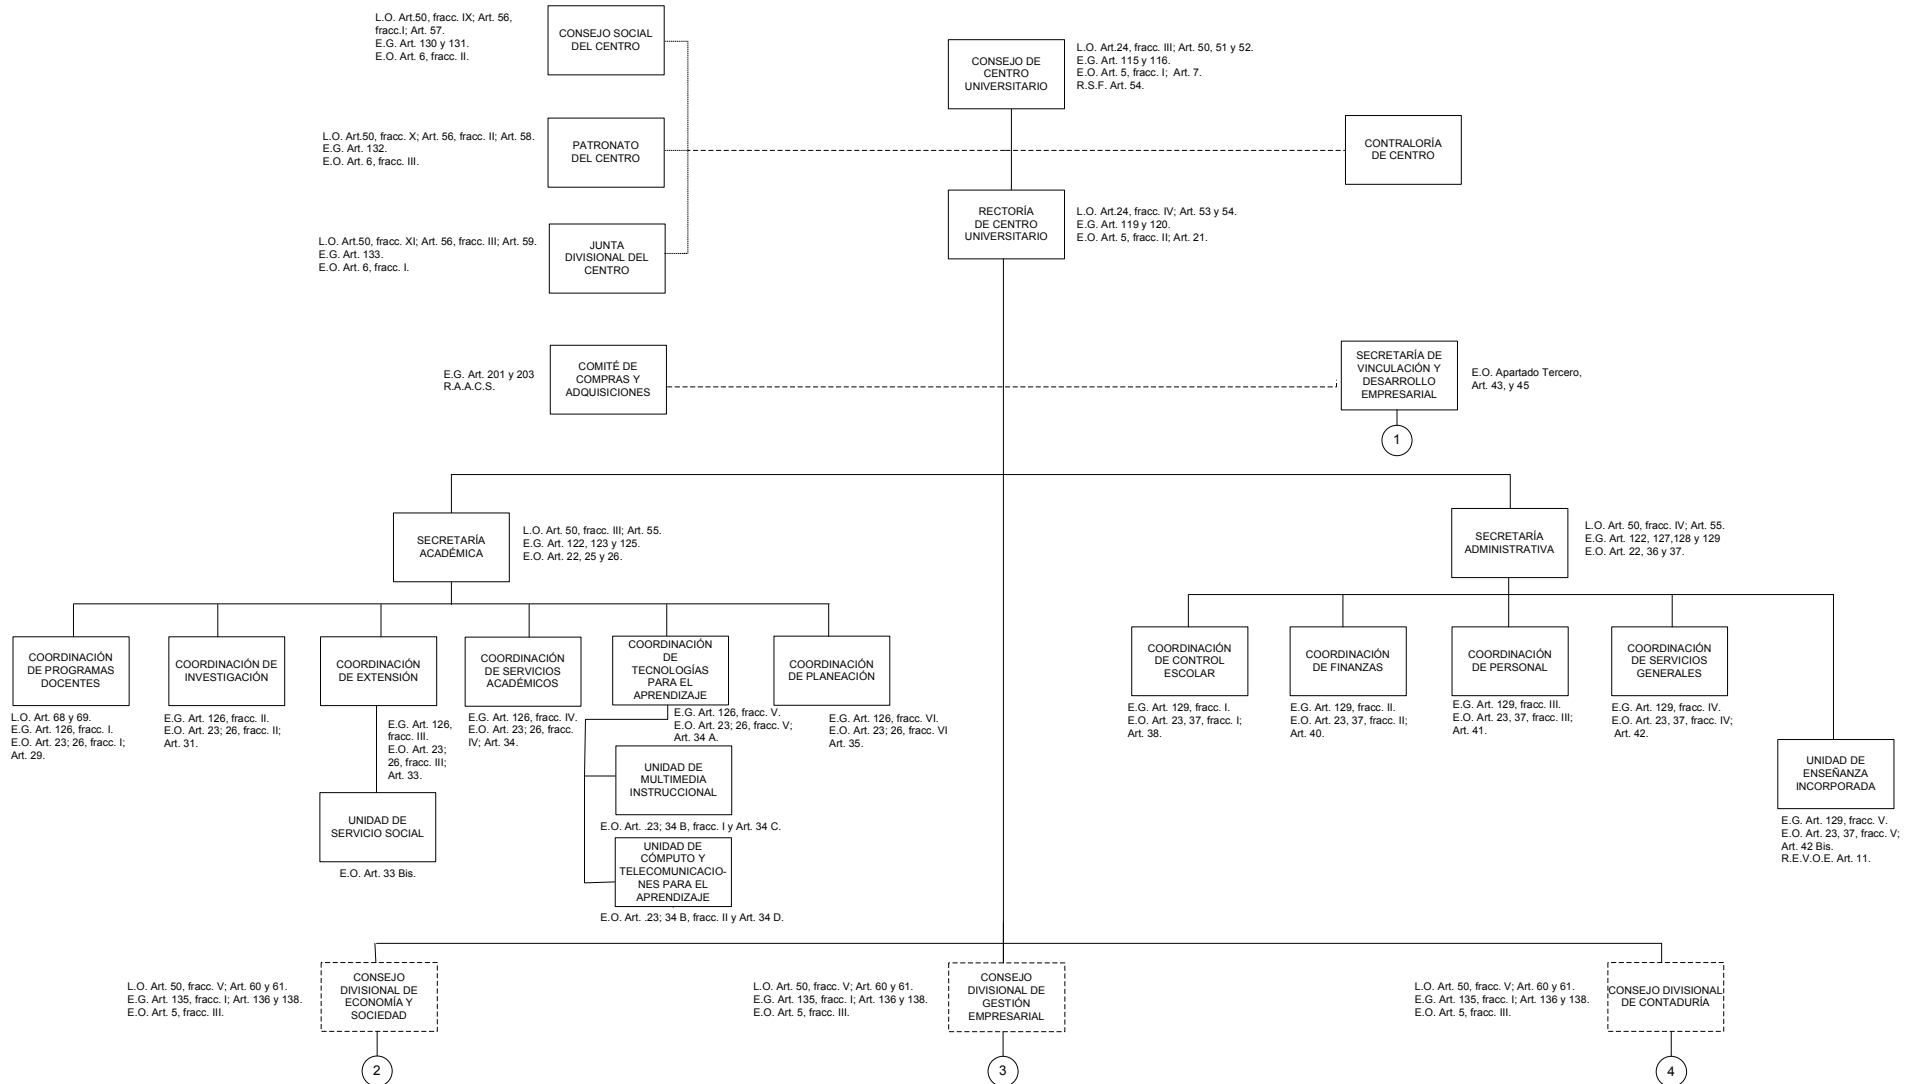 L.O. Art.50, fracc. IX; Art. 56,
fracc.I; Art. 57.
E.G. Art. 130 y 131.
E.O. Art. 6, fracc. II.
CONSEJO SOCIAL
DEL CENTRO
CONSEJO DE
CENTRO
UNIVERSITARIO
L.O. Art.24, fracc. III; Art. 50, 51 y 52.
E.G. Art. 115 y 116.
E.O. Art. 5, fracc. I; Art. 7.
R.S.F. Art. 54.
L.O. Art.50, fracc. X; Art. 56, fracc. II; Art. 58.
E.G. Art. 132.
E.O. Art. 6, fracc. III.
PATRONATO
DEL CENTRO
CONTRALORÍA
DE CENTRO
L.O. Art.50, fracc. XI; Art. 56, fracc. III; Art. 59.
E.G. Art. 133.
E.O. Art. 6, fracc. I.
JUNTA
DIVISIONAL DEL
CENTRO
RECTORÍA
DE CENTRO
UNIVERSITARIO
L.O. Art.24, fracc. IV; Art. 53 y 54.
E.G. Art. 119 y 120.
E.O. Art. 5, fracc. II; Art. 21.
E.G. Art. 201 y 203
R.A.A.C.S.
COMITÉ DE
COMPRAS Y
ADQUISICIONES
SECRETARÍA DE
VINCULACIÓN Y
DESARROLLO
EMPRESARIAL
E.O. Apartado Tercero,
Art. 43, y 45
1
SECRETARÍA
ACADÉMICA
L.O. Art. 50, fracc. III; Art. 55.
E.G. Art. 122, 123 y 125.
E.O. Art. 22, 25 y 26.
SECRETARÍA
ADMINISTRATIVA
L.O. Art. 50, fracc. IV; Art. 55.
E.G. Art. 122, 127,128 y 129
E.O. Art. 22, 36 y 37.
COORDINACIÓN
DE PROGRAMAS
DOCENTES
L.O. Art. 68 y 69.
E.G. Art. 126, fracc. I.
E.O. Art. 23; 26, fracc. I;
Art. 29.
COORDINACIÓN DE
INVESTIGACIÓN
E.G. Art. 126, fracc. II.
E.O. Art. 23; 26, fracc. II;
Art. 31.
COORDINACIÓN
DE EXTENSIÓN
E.G. Art. 126,
fracc. III.
E.O. Art. 23;
26, fracc. III;
Art. 33.
UNIDAD DE
SERVICIO SOCIAL
E.O. Art. 33 Bis.
COORDINACIÓN
DE SERVICIOS
ACADÉMICOS
E.G. Art. 126, fracc. IV.
E.O. Art. 23; 26, fracc.
IV; Art. 34.
COORDINACIÓN
DE
TECNOLOGÍAS
PARA EL
APRENDIZAJE
E.G. Art. 126, fracc. V.
E.O. Art. 23; 26, fracc. V;
Art. 34 A.
UNIDAD DE
MULTIMEDIA
INSTRUCCIONAL
E.O. Art. .23; 34 B, fracc. I y Art. 34 C.
UNIDAD DE
CÓMPUTO Y
TELECOMUNICACIO-
NES PARA EL
APRENDIZAJE
E.O. Art. .23; 34 B, fracc. II y Art. 34 D.
COORDINACIÓN
DE PLANEACIÓN
E.G. Art. 126, fracc. VI.
E.O. Art. 23; 26, fracc. VI
Art. 35.
COORDINACIÓN
DE CONTROL
ESCOLAR
E.G. Art. 129, fracc. I.
E.O. Art. 23, 37, fracc. I;
Art. 38.
COORDINACIÓN
DE FINANZAS
E.G. Art. 129, fracc. II.
E.O. Art. 23, 37, fracc. II;
Art. 40.
COORDINACIÓN
DE PERSONAL
E.G. Art. 129, fracc. III.
E.O. Art. 23, 37, fracc. III;
Art. 41.
COORDINACIÓN
DE SERVICIOS
GENERALES
E.G. Art. 129, fracc. IV.
E.O. Art. 23, 37, fracc. IV;
Art. 42.
UNIDAD DE
ENSEÑANZA
INCORPORADA
E.G. Art. 129, fracc. V.
E.O. Art. 23, 37, fracc. V;
Art. 42 Bis.
R.E.V.O.E. Art. 11.
L.O. Art. 50, fracc. V; Art. 60 y 61.
E.G. Art. 135, fracc. I; Art. 136 y 138.
E.O. Art. 5, fracc. III.
CONSEJO
DIVISIONAL DE
ECONOMÍA Y
SOCIEDAD
2
L.O. Art. 50, fracc. V; Art. 60 y 61.
E.G. Art. 135, fracc. I; Art. 136 y 138.
E.O. Art. 5, fracc. III.
CONSEJO
DIVISIONAL DE
GESTIÓN
EMPRESARIAL
3
L.O. Art. 50, fracc. V; Art. 60 y 61.
E.G. Art. 135, fracc. I; Art. 136 y 138.
E.O. Art. 5, fracc. III.
CONSEJO DIVISIONAL
DE CONTADURÍA
4